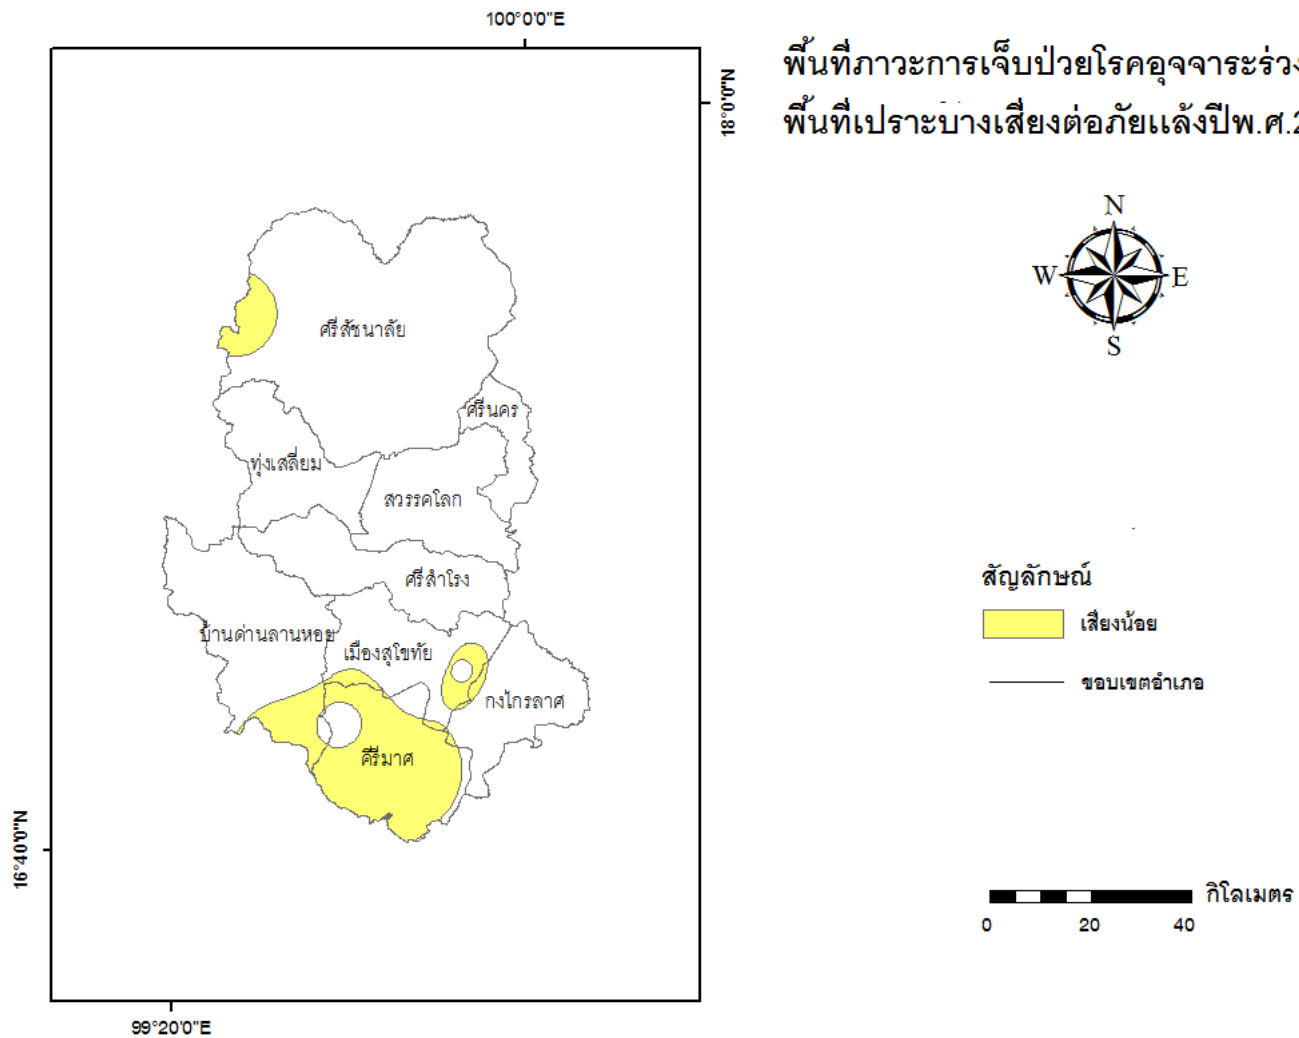 100°0'0"E
18°0'0"N
พื้นที่ภาวะการเจ็บป่วยโรคอุจจาระร่วง
พื้นที่เปราะบางเสี่ยงต่อภัยแล้งปีพ.ศ.2
N
W
E
S
ศรีสัชนาลัย
ศรีนคร
ทุ่งเสลี่ยม
สวรรคโลก
ศรีสำโรง
บ้านด่านลานหอย
เมืองสุโขทัย
กงไกรลาศ
คีรีมาศ
สัญลักษณ์
เสี่ยงน้อย
ขอบเขตอำเภอ
16°40'0"N
กิโลเมตร
0 20 40
99°20'0"E